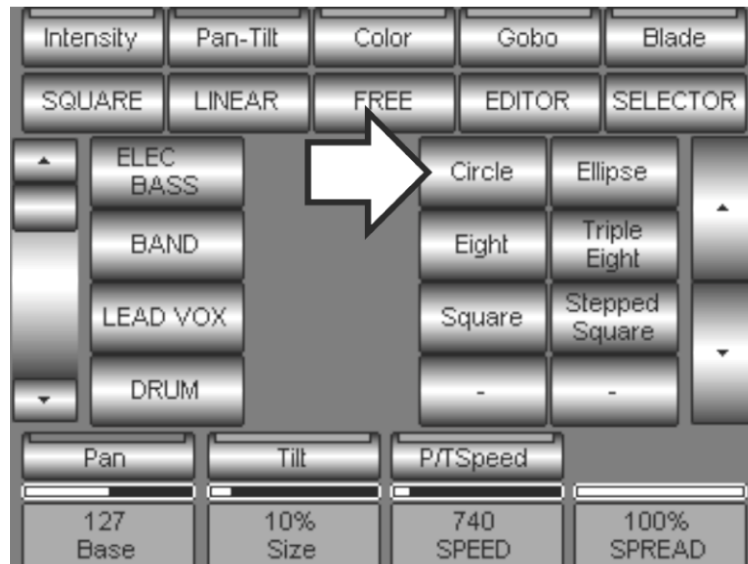 Intensity Pan-Tilt Color Gobo Blade
SQUARE LINEAR FREE EDITOR SELECTOR
ELEC
BASS
Circle Ellipse
BAND
Eight Triple
Eight
LEAD VOX
Square Stepped
Square
DRUM
- -
Pan Tilt P/TSpeed
127 10% 740 100%
Base Size SPEED SPREAD